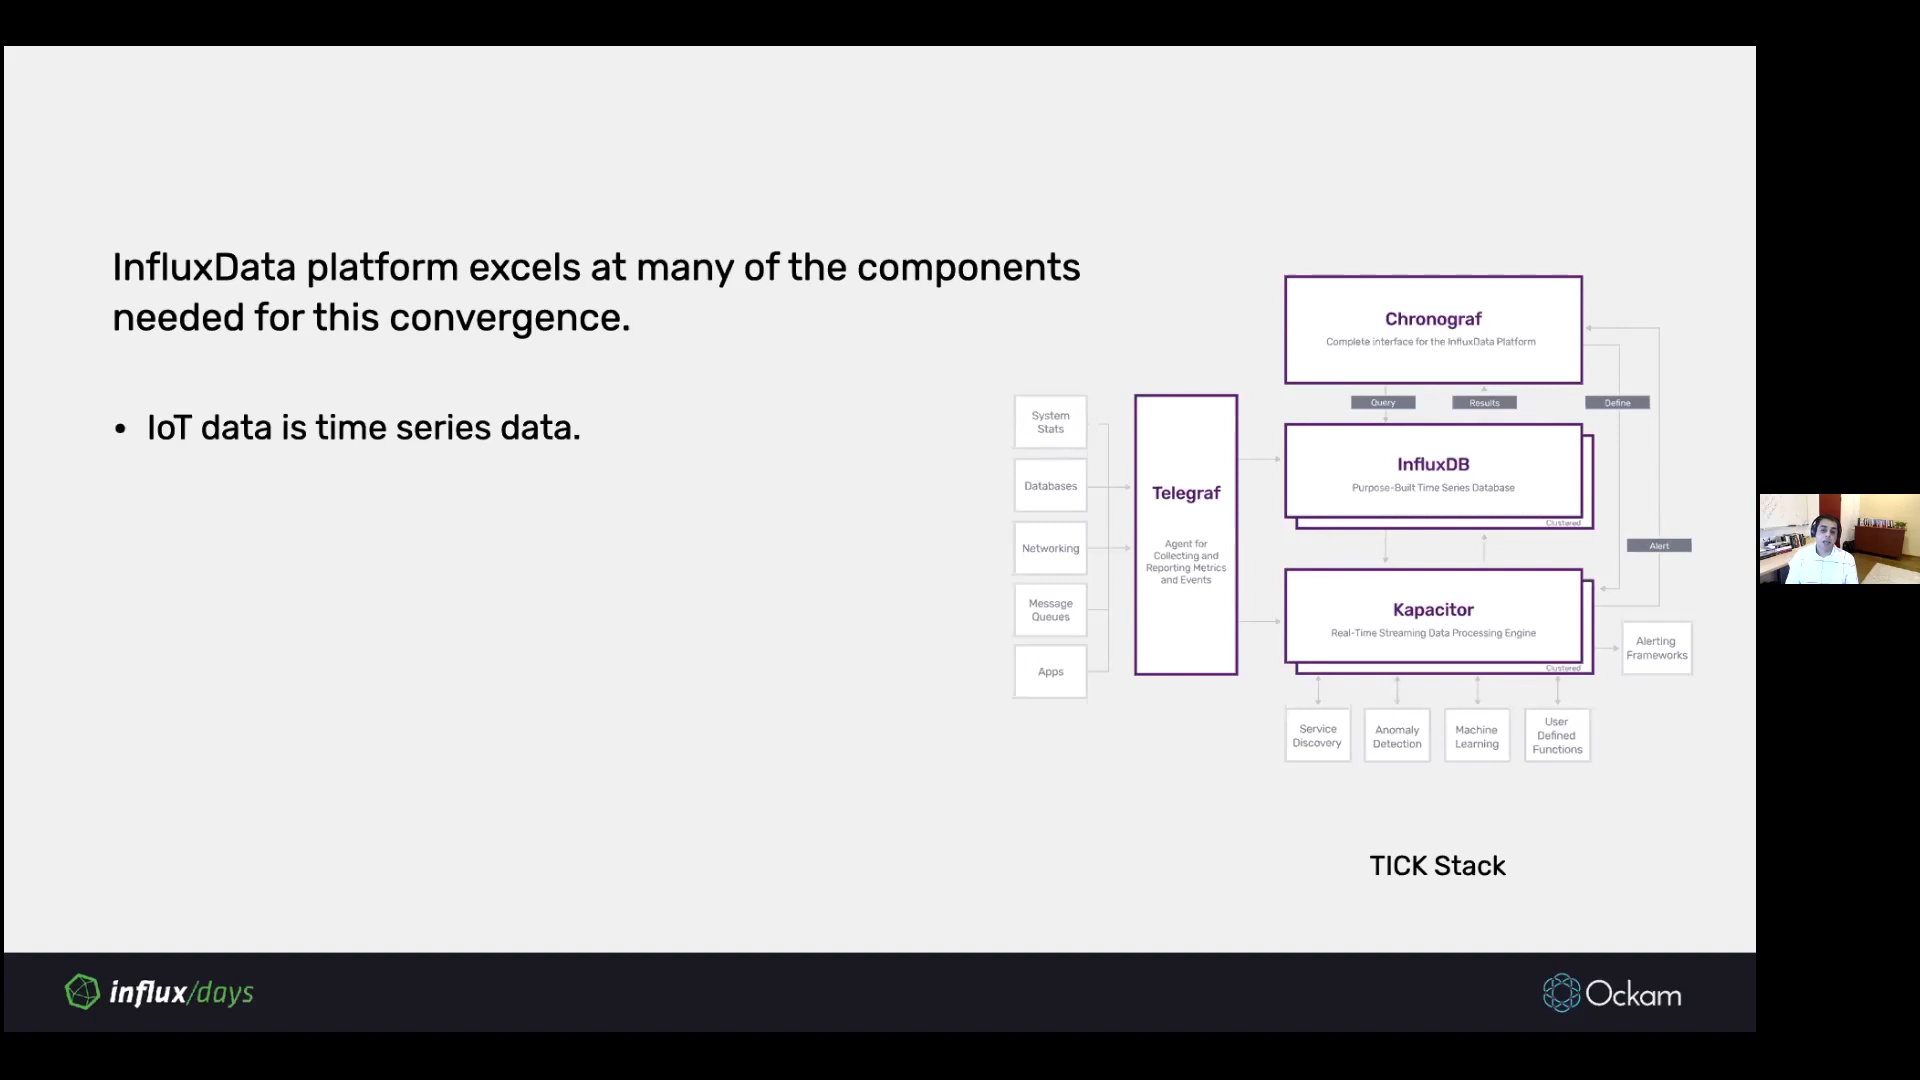 InfluxData platform excels at many of the components
needed for this convergence.
• IoT data is time series data.
System
Stats
Databases
Networking
Message
Queues
Apps
Telegraf
Agent for
Collecting and
Reporting Metrics
and Events
Chronograf
Complete interface for the InfluxData Platform
Query
Results
Define
InfluxDB
Purpose-Built Time Series Database
Clustered
Alert
Kapacitor
Real-Time Streaming Data Processing Engine
Clustered
Alerting
Frameworks
Service
Discovery
Anomaly
Detection
Machine
Learning
User
Defined
Functions
TICK Stack
influx/days
Ockam